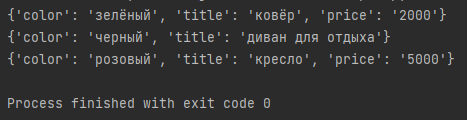 {'color': 'зелёный', 'title': 'ковёр', 'price': '2000'}
{'color': 'черный', 'title': 'диван для отдыха'}
{'color': 'розовый', 'title': 'кресло', 'price': '5000'}
Process finished with exit code 0